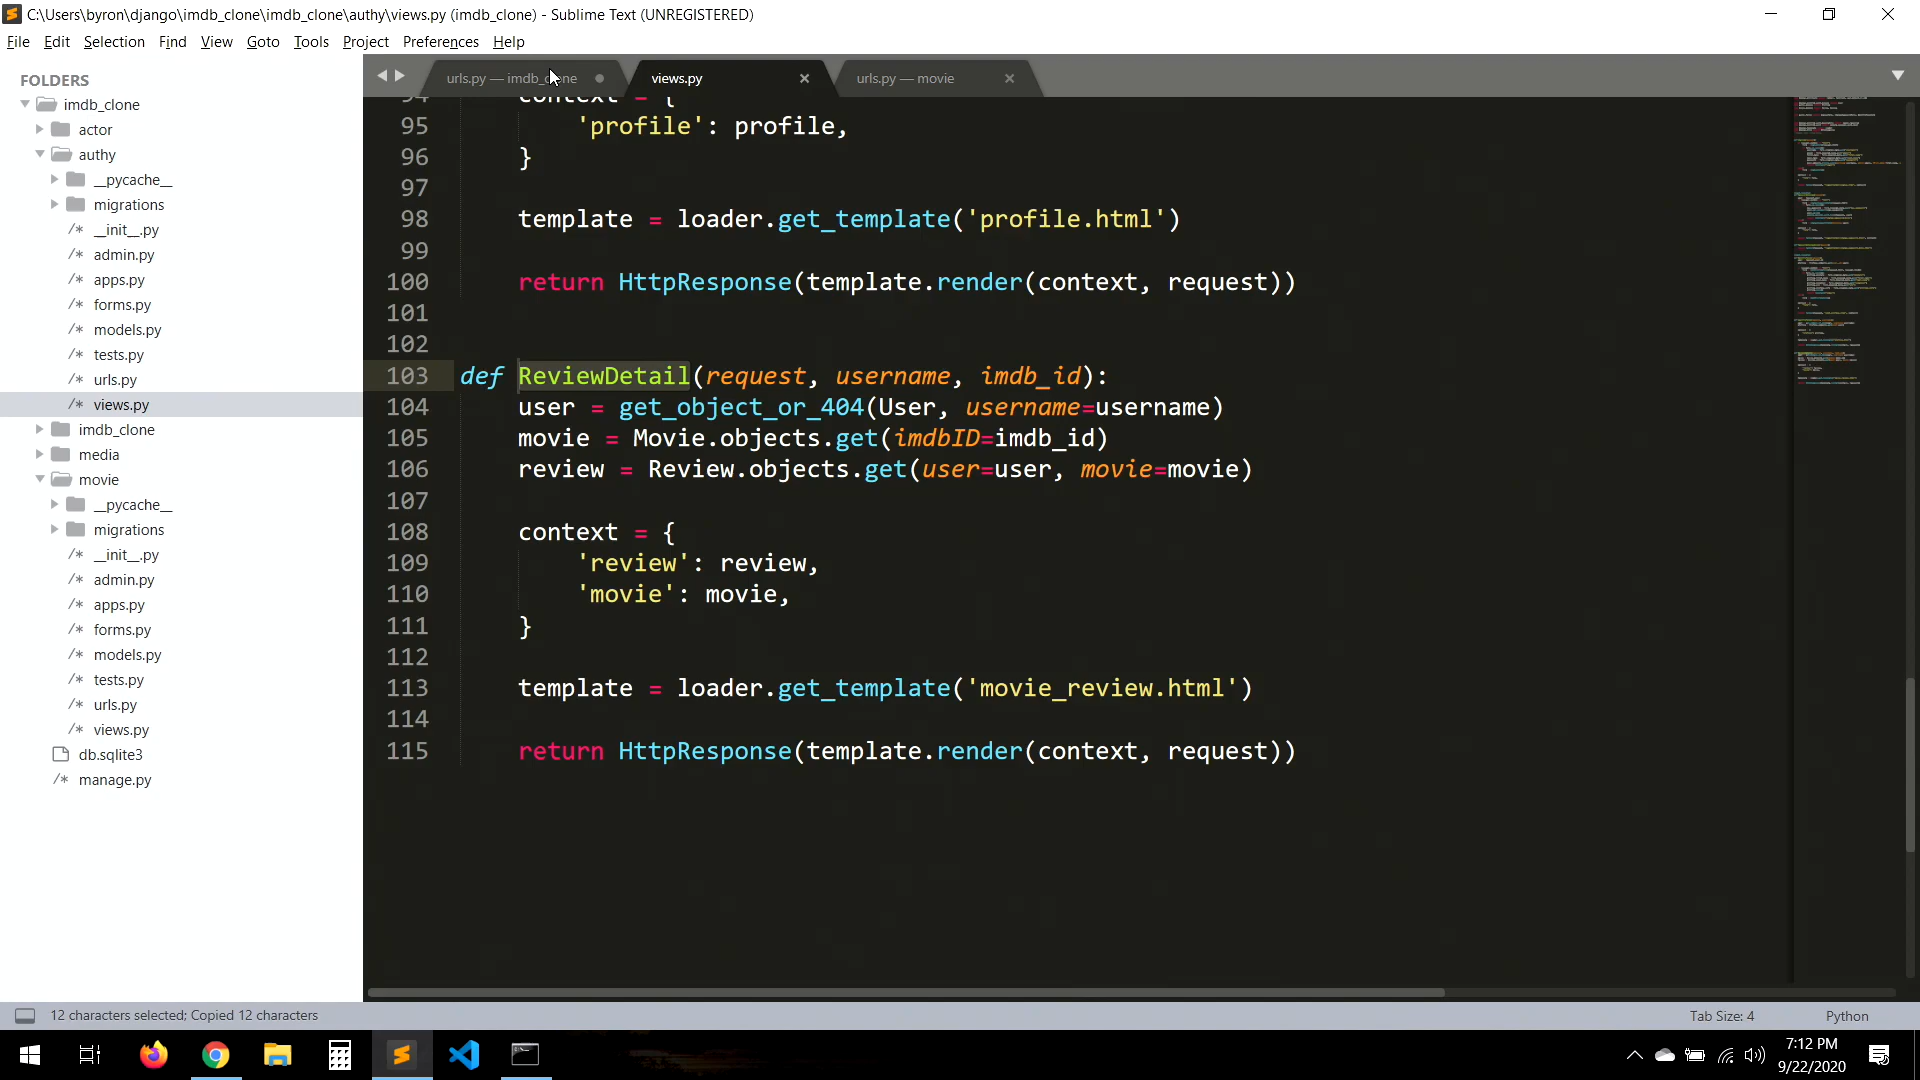 C:\Users\byron\django\imdb_clone\imdb_clone\authy\views.py (imdb_clone) - Sublime Text (UNREGISTERED)
File Edit Selection Find View Goto Tools Project Preferences Help
FOLDERS
imdb_clone
actor
authy
__pycache__
migrations
/* __init__.py
/* admin.py
/* apps.py
/* forms.py
/* models.py
/* tests.py
/* urls.py
/* views.py
imdb_clone
media
movie
__pycache__
migrations
/* __init__.py
/* admin.py
/* apps.py
/* forms.py
/* models.py
/* tests.py
/* urls.py
/* views.py
db.sqlite3
/* manage.py
urls.py — imdb_clone views.py urls.py — movie
94 context = {
95 'profile': profile,
96 }
97
98 template = loader.get_template('profile.html')
99
100 return HttpResponse(template.render(context, request))
101
102
103 def ReviewDetail(request, username, imdb_id):
104 user = get_object_or_404(User, username=username)
105 movie = Movie.objects.get(imdbID=imdb_id)
106 review = Review.objects.get(user=user, movie=movie)
107
108 context = {
109 'review': review,
110 'movie': movie,
111 }
112
113 template = loader.get_template('movie_review.html')
114
115 return HttpResponse(template.render(context, request))
12 characters selected; Copied 12 characters Tab Size: 4 Python
7:12 PM
9/22/2020